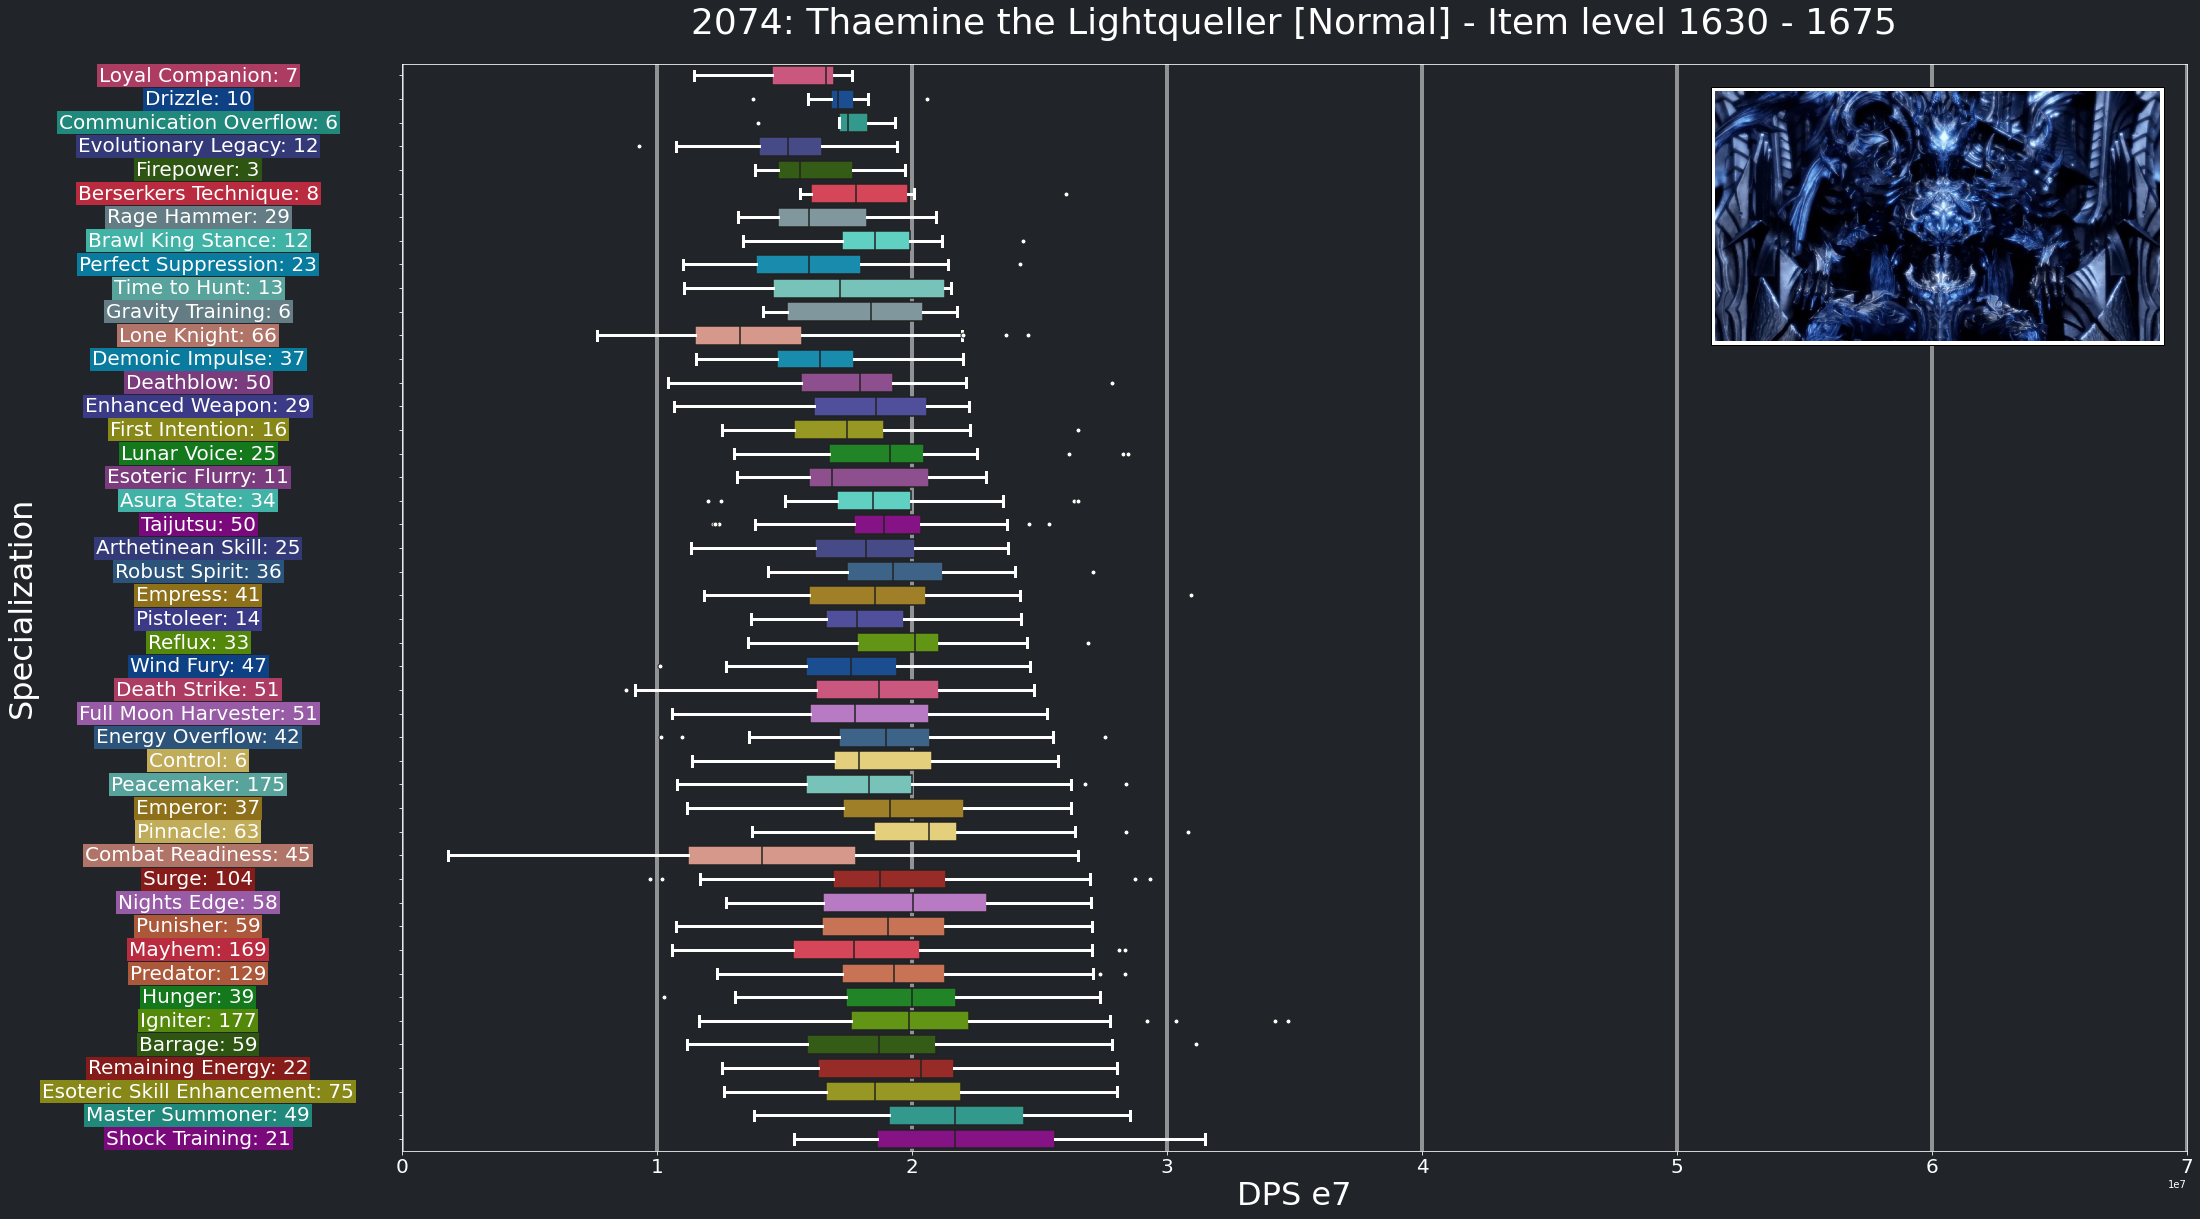 2074: Thaemine the Lightqueller [Normal] - Item level 1630 - 1675
Loyal Companion: 7
Drizzle: 10
Communication Overflow: 6
Evolutionary Legacy: 12
Firepower: 3
Berserkers Technique: 8
Rage Hammer: 29
Brawl King Stance: 12
Perfect Suppression: 23
Time to Hunt: 13
Gravity Training: 6
Lone Knight: 66
Demonic Impulse: 37
Deathblow: 50
Enhanced Weapon: 29
First Intention: 16
Lunar Voice: 25
Esoteric Flurry: 11
Asura State: 34
Taijutsu: 50
Arthetinean Skill: 25
Robust Spirit: 36
Empress: 41
Pistoleer: 14
Reflux: 33
Wind Fury: 47
Death Strike: 51
Full Moon Harvester: 51
Energy Overflow: 42
Control: 6
Peacemaker: 175
Emperor: 37
Pinnacle: 63
Combat Readiness: 45
Surge: 104
Nights Edge: 58
Punisher: 59
Mayhem: 169
Predator: 129
Hunger: 39
Igniter: 177
Barrage: 59
Remaining Energy: 22
Esoteric Skill Enhancement: 75
Master Summoner: 49
Shock Training: 21
Specialization
0 1 2 3 4 5 6 7
1e7
DPS e7